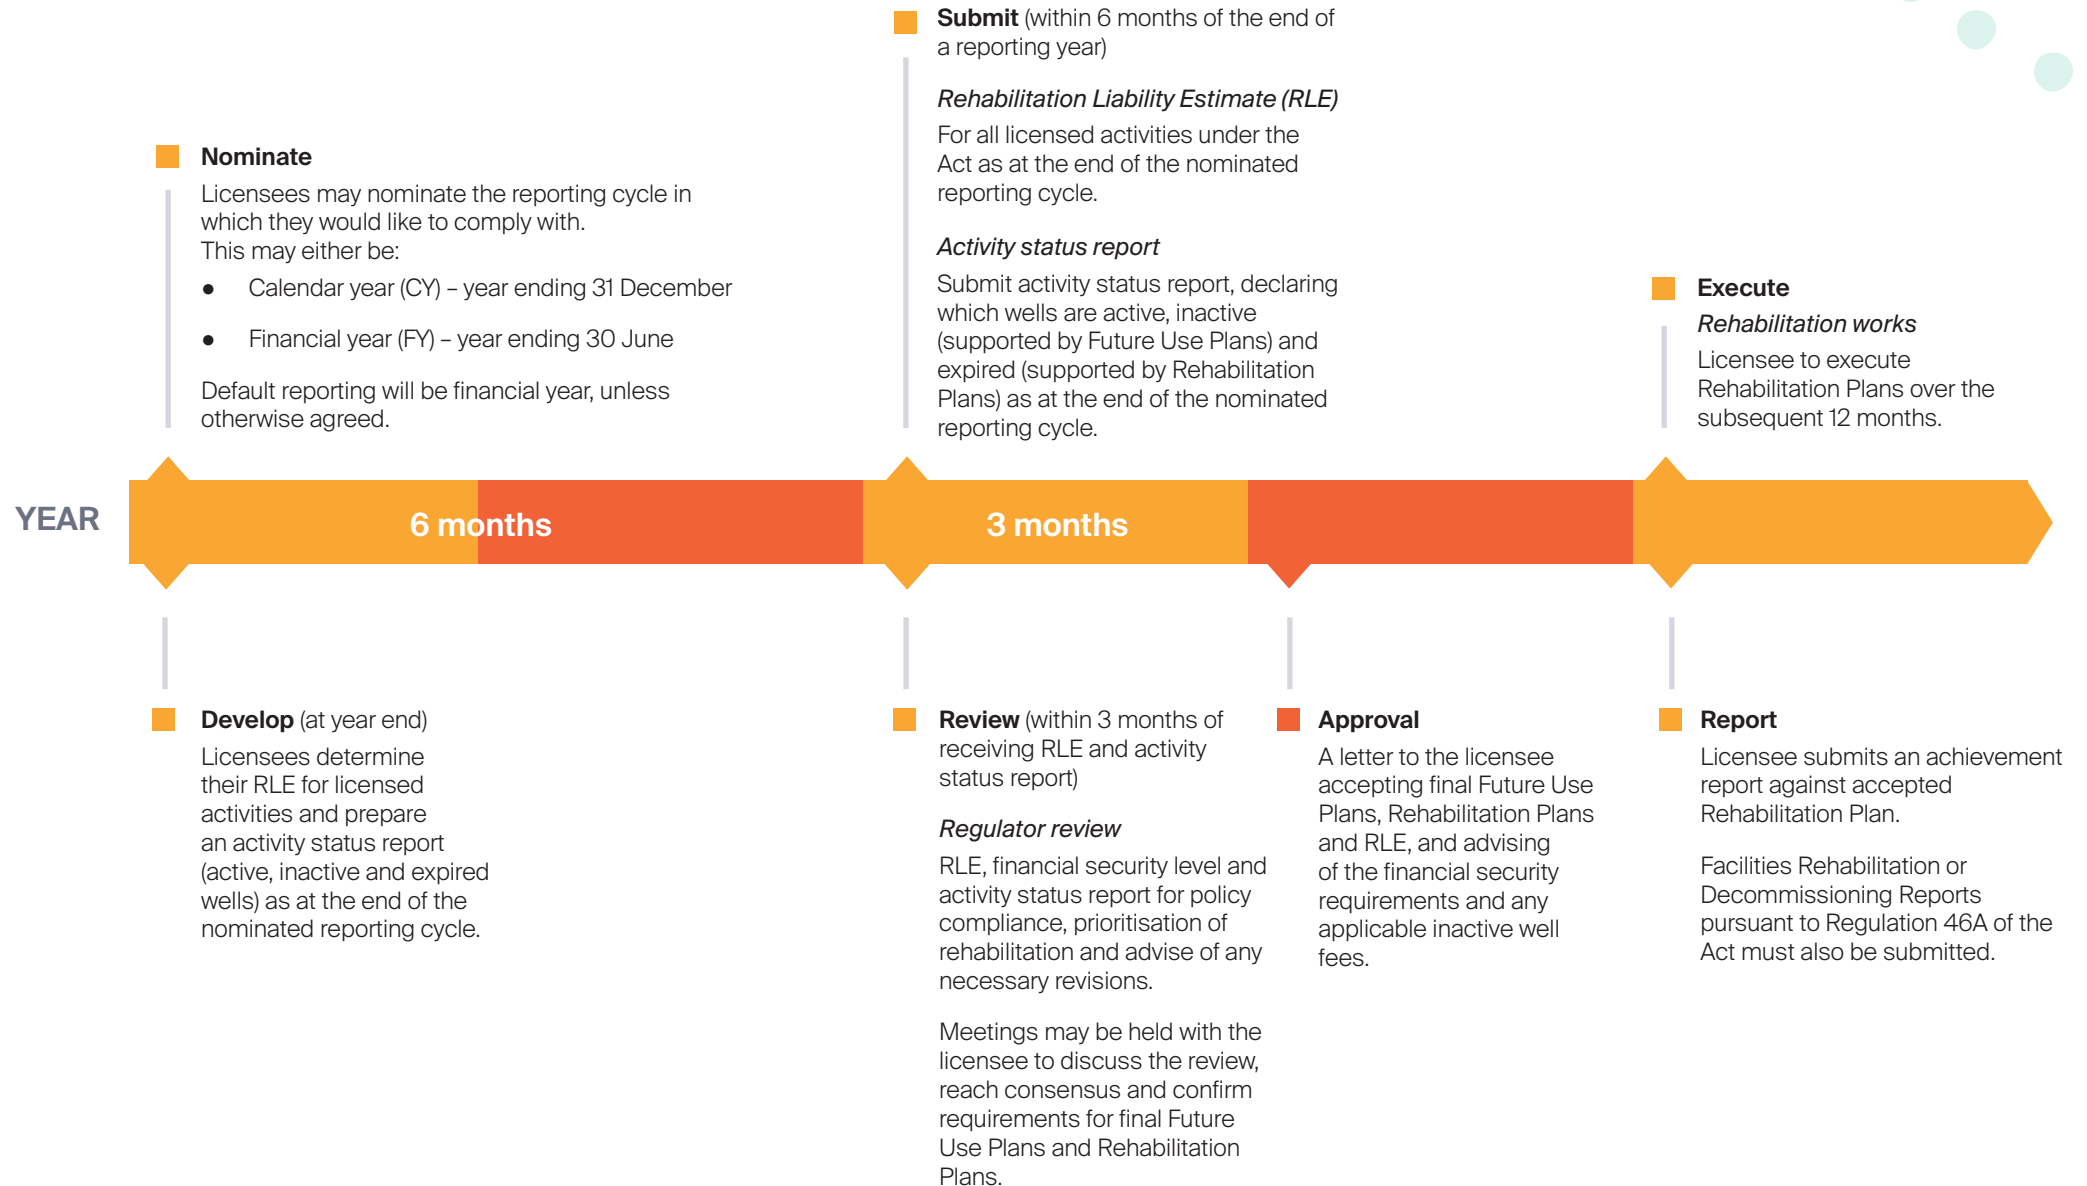 Submit (within 6 months of the end of
a reporting year)
Rehabilitation Liability Estimate (RLE)
For all licensed activities under the
Act as at the end of the nominated
reporting cycle.
Activity status report
Submit activity status report, declaring
which wells are active, inactive
(supported by Future Use Plans) and
expired (supported by Rehabilitation
Plans) as at the end of the nominated
reporting cycle.
Nominate
Licensees may nominate the reporting cycle in
which they would like to comply with.
This may either be:
● Calendar year (CY) – year ending 31 December
● Financial year (FY) – year ending 30 June
Default reporting will be financial year, unless
otherwise agreed.
Execute
Rehabilitation works
Licensee to execute
Rehabilitation Plans over the
subsequent 12 months.
YEAR
6 months
3 months
Develop (at year end)
Licensees determine
their RLE for licensed
activities and prepare
an activity status report
(active, inactive and expired
wells) as at the end of the
nominated reporting cycle.
Review (within 3 months of
receiving RLE and activity
status report)
Regulator review
RLE, financial security level and
activity status report for policy
compliance, prioritisation of
rehabilitation and advise of any
necessary revisions.
Meetings may be held with the
licensee to discuss the review,
reach consensus and confirm
requirements for final Future
Use Plans and Rehabilitation
Plans.
Approval
A letter to the licensee
accepting final Future Use
Plans, Rehabilitation Plans
and RLE, and advising
of the financial security
requirements and any
applicable inactive well
fees.
Report
Licensee submits an achievement
report against accepted
Rehabilitation Plan.
Facilities Rehabilitation or
Decommissioning Reports
pursuant to Regulation 46A of the
Act must also be submitted.